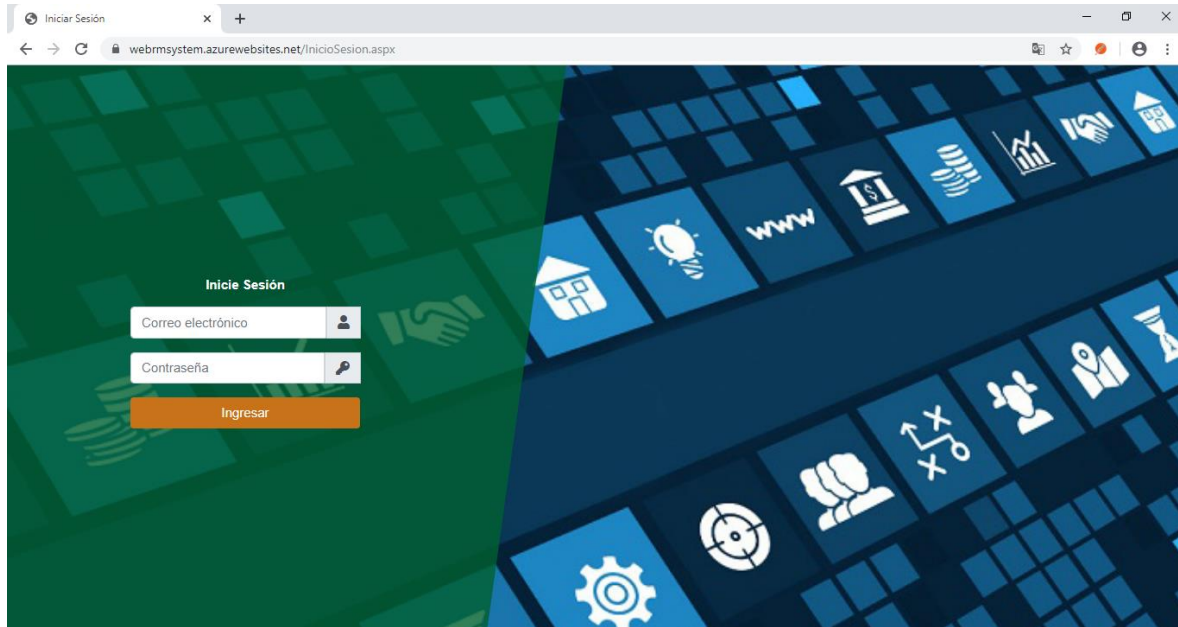 Iniciar Sesión
webrmsystem.azurewebsites.net/InicioSesion.aspx
www
$
Inicie Sesión
Correo electrónico
Contraseña
Ingresar